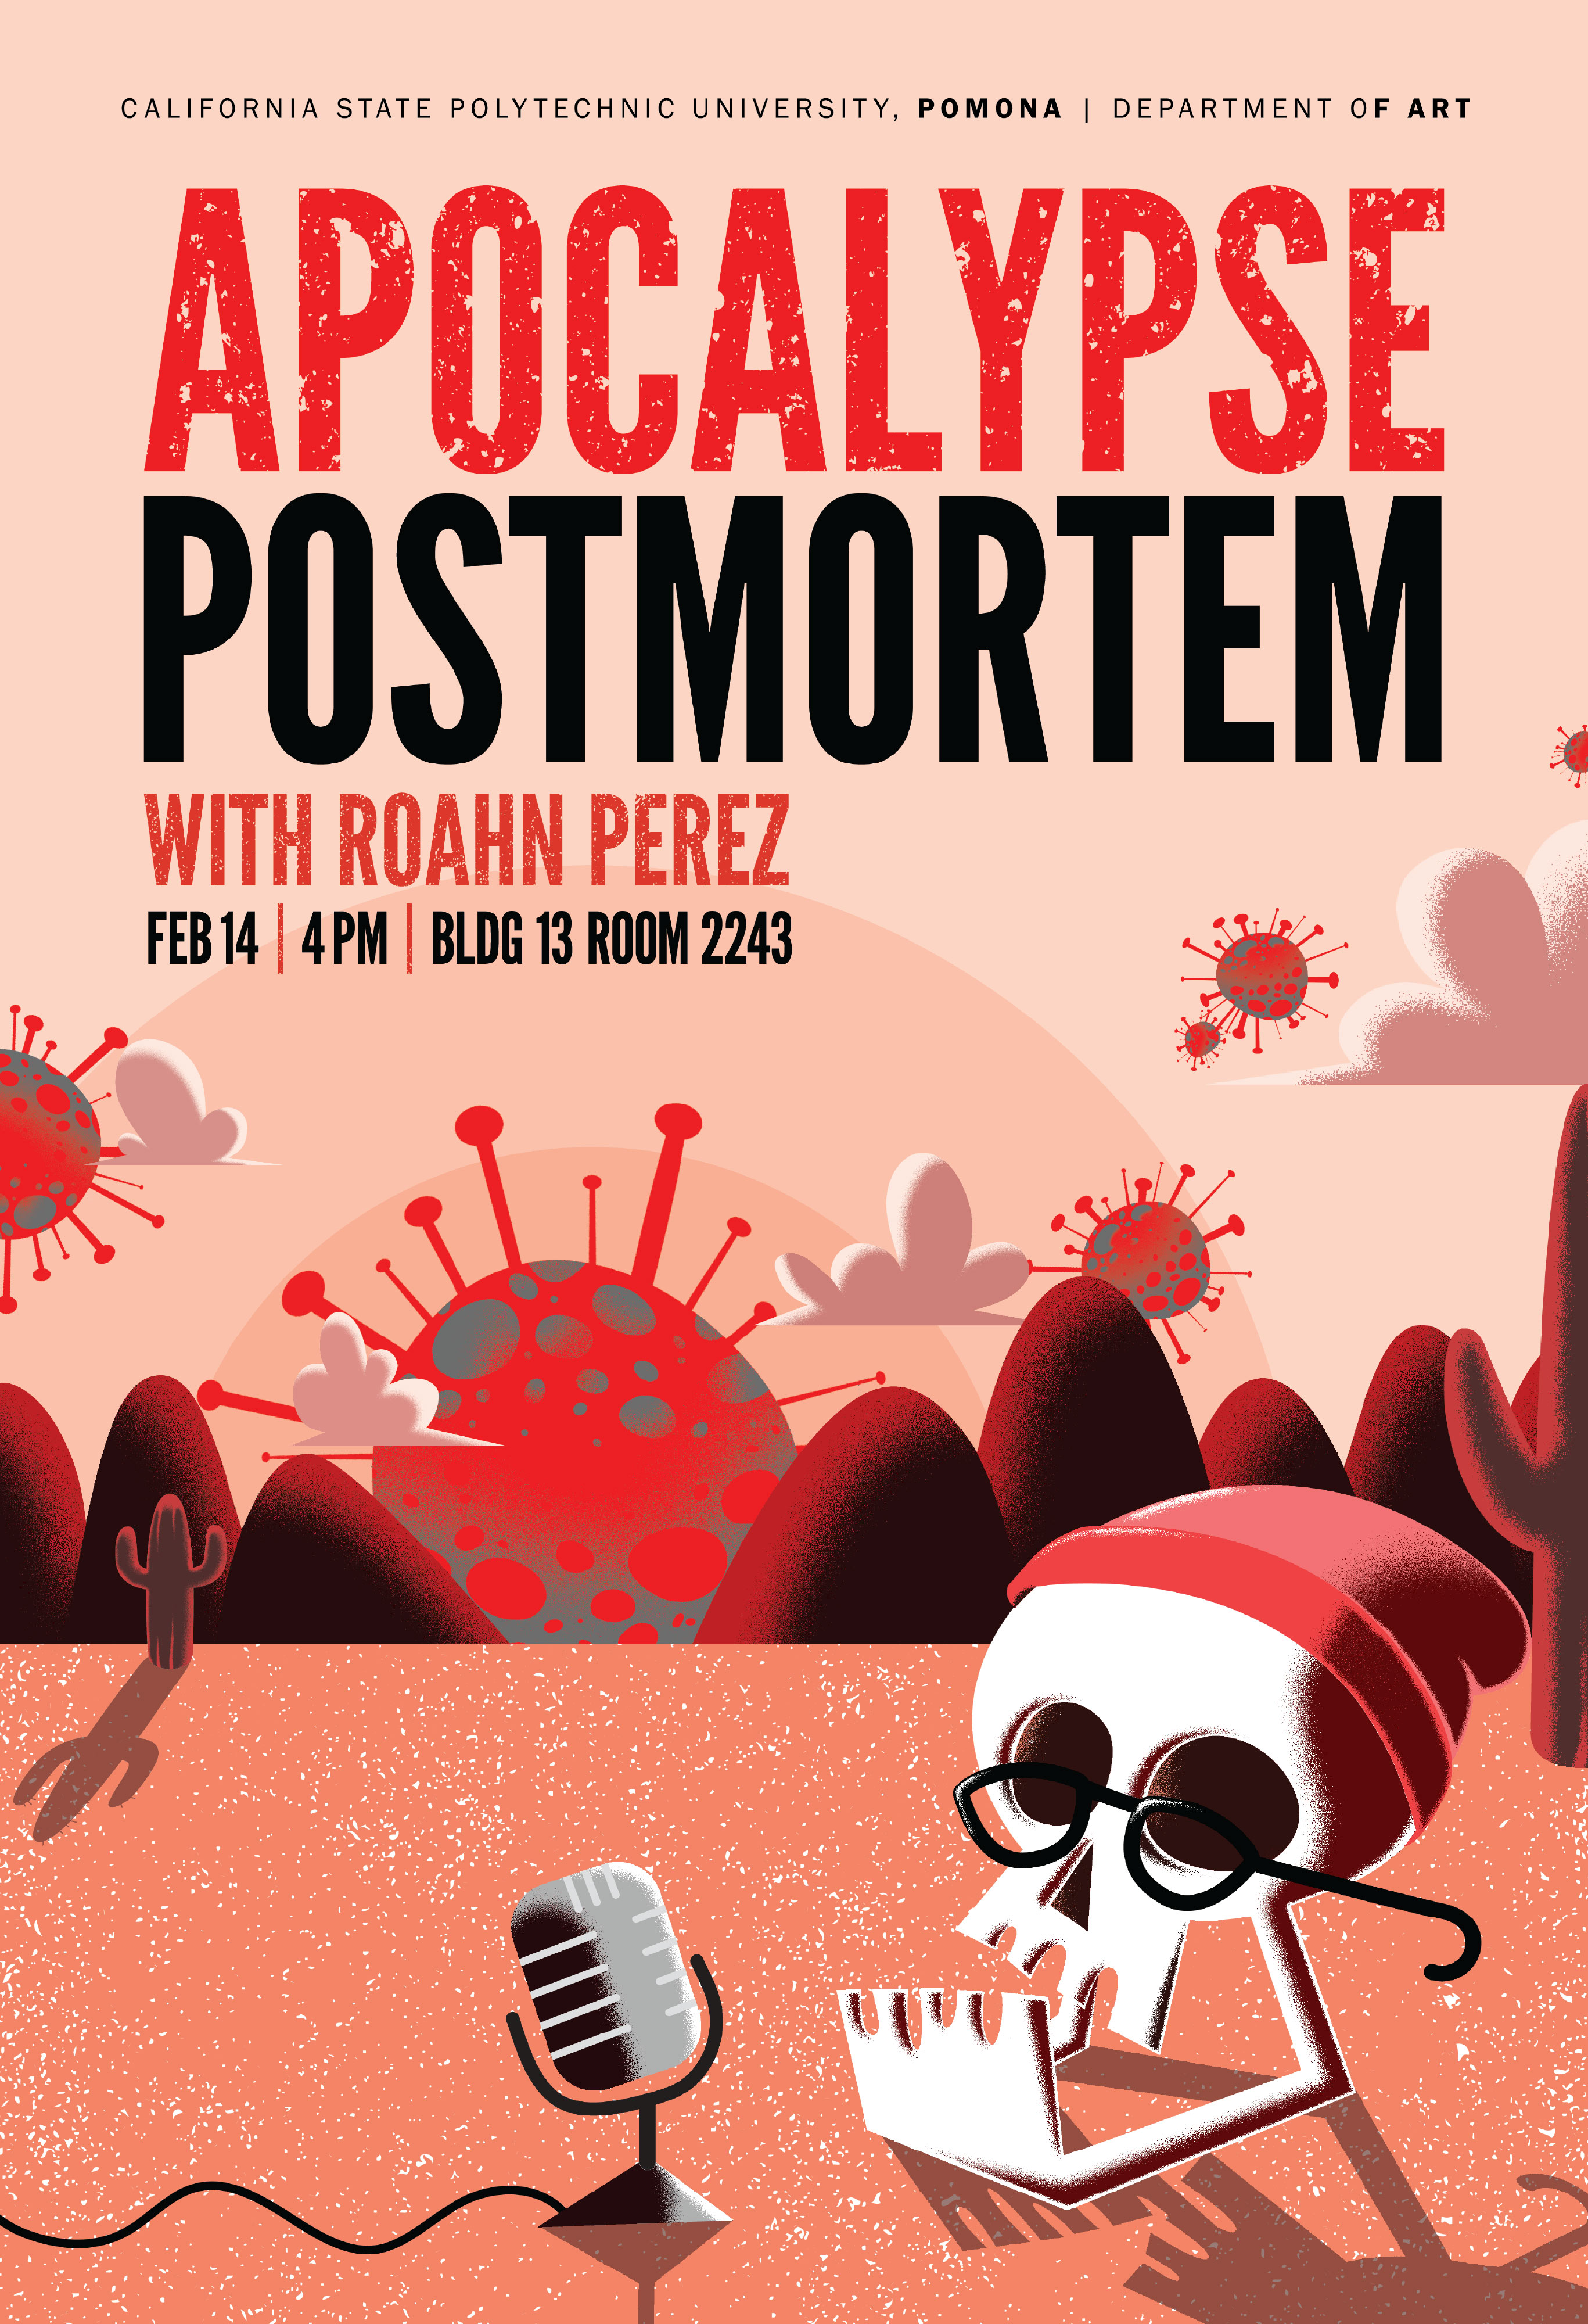 CALIFORNIA STATE POLYTECHNIC UNIVERSITY, POMONA | DEPARTMENT OF ART
APOCALYPSE
POSTMORTEM
WITH ROAHN PEREZ
FEB 14 | 4 PM | BLDG 13 ROOM 2243